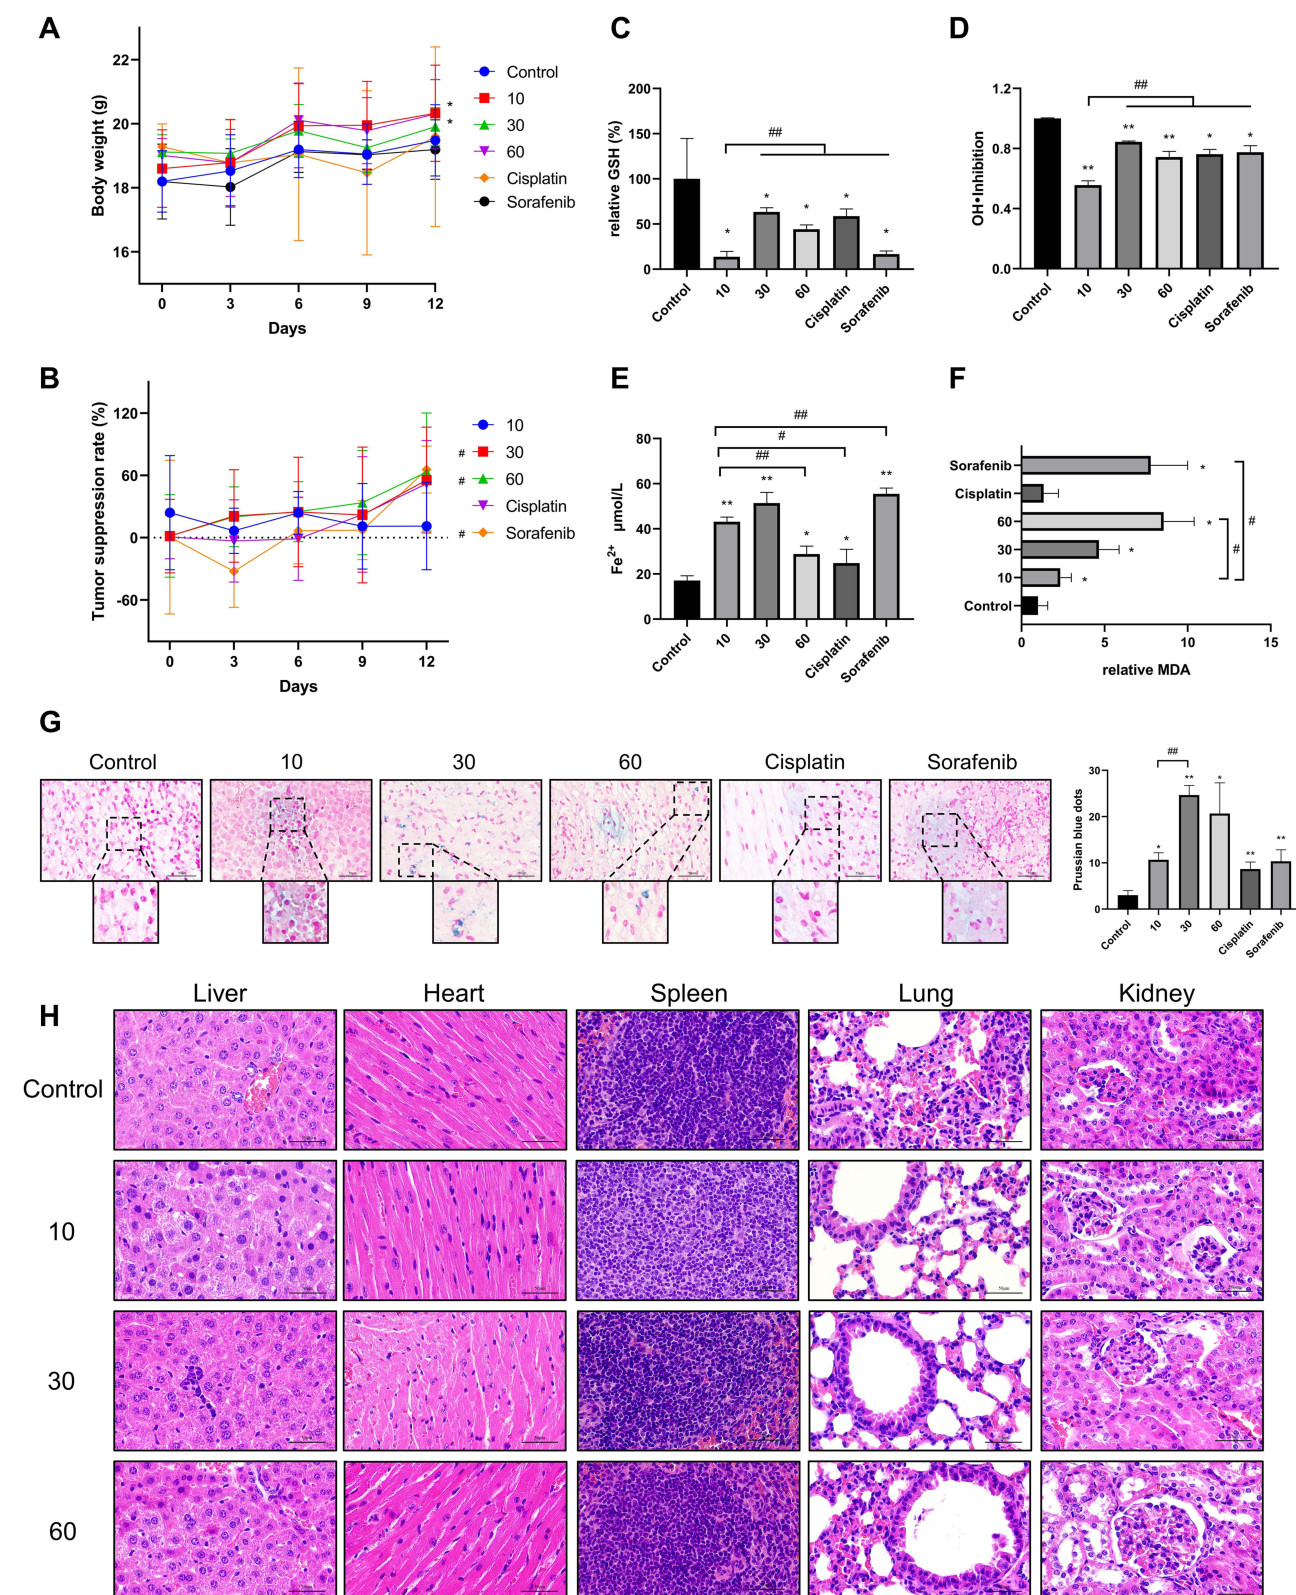 A
22
20
18
16
Body weight (g)
0 3 6 9 12
Days
Control
10
30
60
Cisplatin
Sorafenib
*
*
B
120
60
0
-60
Tumor suppression rate (%)
0 3 6 9 12
Days
10
# 30
# 60
Cisplatin
# Sorafenib
C
200
150
100
50
0
relative GSH (%)
##
* * * * *
Control 10 30 60 Cisplatin Sorafenib
D
1.2
0.8
0.4
0.0
OH•Inhibition
##
** ** ** * *
Control 10 30 60 Cisplatin Sorafenib
E
80
60
40
20
0
Fe2+ μmol/L
##
#
##
** ** * * **
Control 10 30 60 Cisplatin Sorafenib
F
Sorafenib *
Cisplatin
60 *
30 *
10 *
Control
# #
0 5 10 15
relative MDA
G
Control 10 30 60 Cisplatin Sorafenib
30
20
10
0
Prussian blue dots
##
* ** * ** **
Control 10 30 60 Cisplatin Sorafenib
H
Liver Heart Spleen Lung Kidney
Control
10
30
60